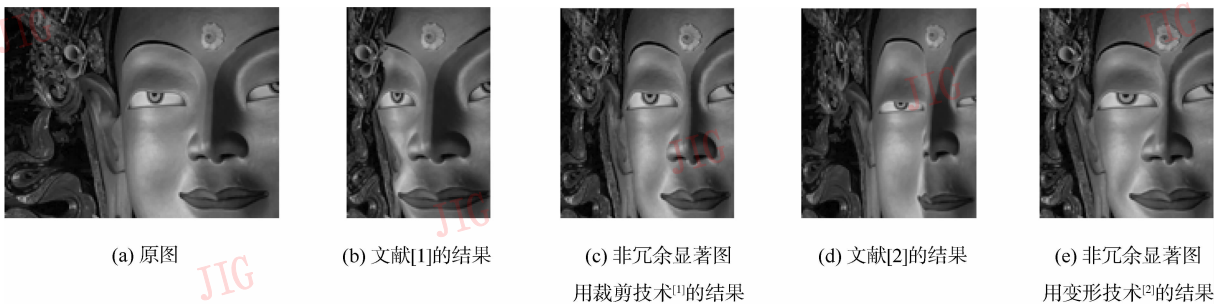 JIG
JIG
JIG
JIG
JIG
JIG
(a) 原图
(b) 文献[1]的结果
(c) 非冗余显著图
用裁剪技术[1]的结果
(d) 文献[2]的结果
(e) 非冗余显著图
用变形技术[2]的结果